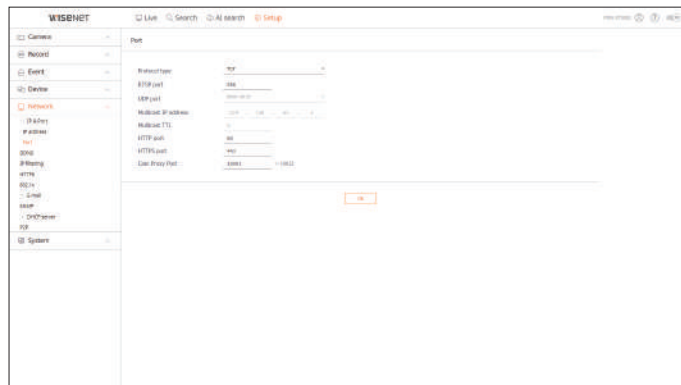 WISENET
Live Search AI search Setup
Camera
Record
Event
Device
Network
IP & Port
IP address
Port
DDNS
IP filtering
HTTPS
802.1x
E-mail
SNMP
DHCP server
P2P
System
Port
Protocol type TCP
RTSP port
UDP port
Multicast IP address
Multicast TTL
HTTP port 80
HTTPS port 443
Cam Proxy Port
OK